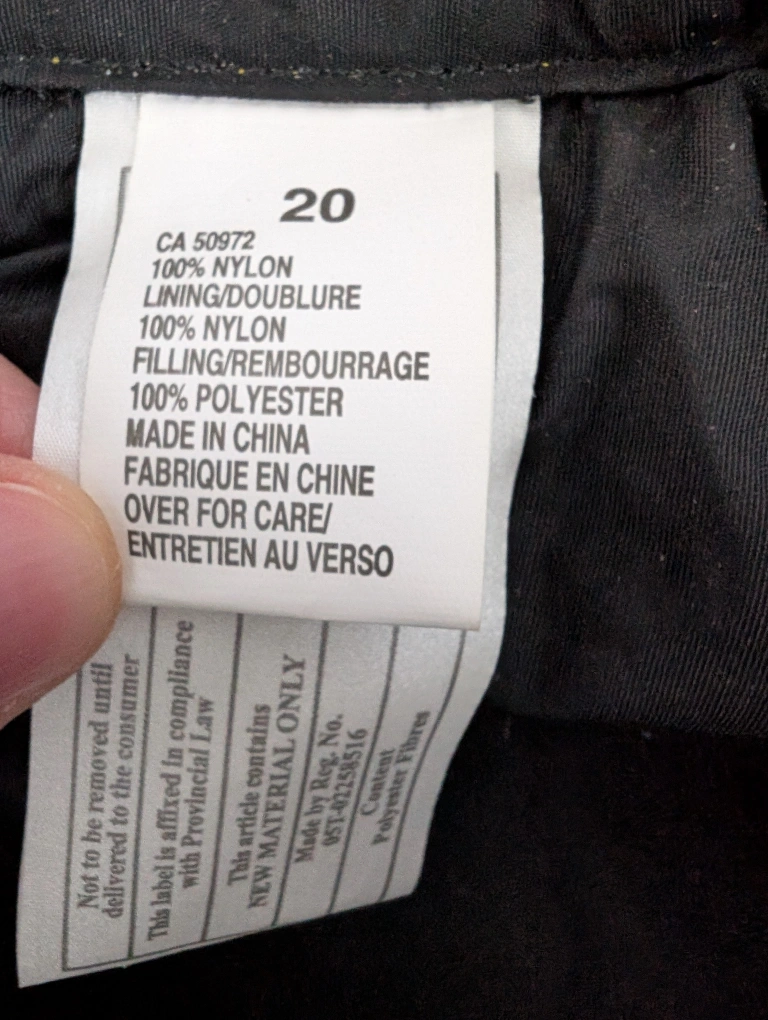 20
CA 50972
100% NYLON
LINING/DOUBLURE
100% NYLON
FILLING/REMBOURRAGE
100% POLYESTER
MADE IN CHINA
FABRIQUE EN CHINE
OVER FOR CARE/
ENTRETIEN AU VERSO
Not to be removed until
delivered to the consumer
This label is affixed in compliance
with Provincial Law
This article contains
NEW MATERIAL ONLY
Made by Reg. No.
05T-02258516
Content
Polyester Fibres